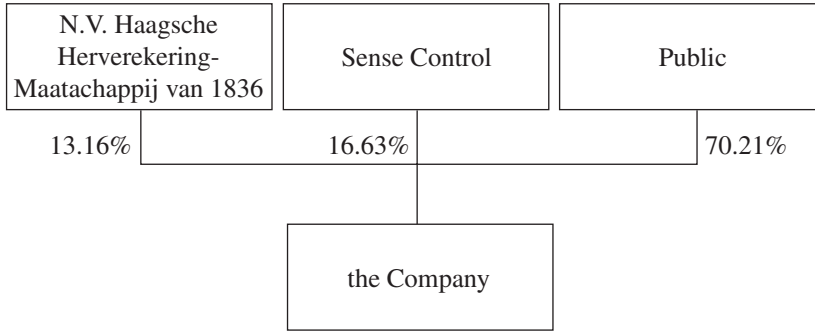 N.V. Haagsche
Herverekering-
Maatachappij van 1836
Sense Control
Public
13.16%
16.63%
70.21%
the Company